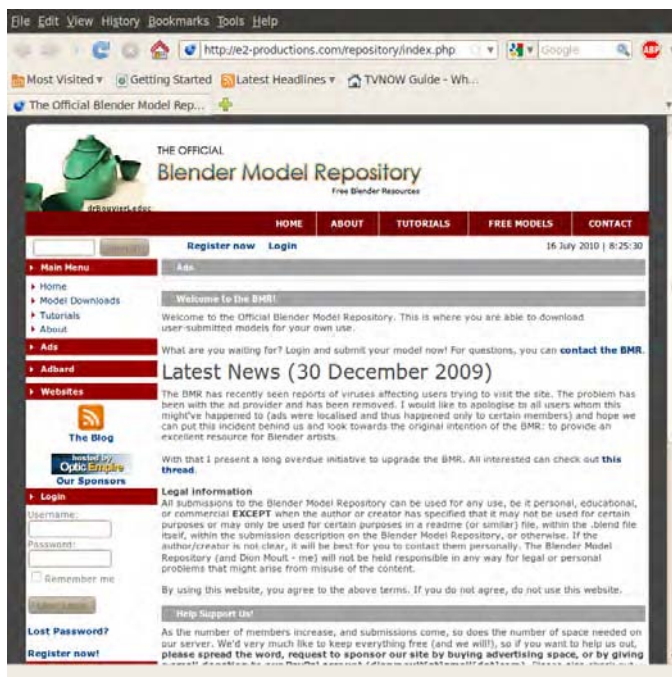 File Edit View History Bookmarks Tools Help
http://e2-productions.com/repository/index.php
Google
ABP
Most Visited Getting Started Latest Headlines TVNOW Guide - Wh...
The Official Blender Model Rep...
THE OFFICIAL
Blender Model Repository
Free Blender Resources
drBouvierLeduc
HOME ABOUT TUTORIALS FREE MODELS CONTACT
Register now Login
16 July 2010 | 8:25:30
Main Menu
Home
Model Downloads
Tutorials
About
Ads
Adbard
Websites
The Blog
hosted by
Optic Empire
Our Sponsors
Login
Username:
Password:
Remember me
Lost Password?
Register now!
Ads
Welcome to the BMR!
Welcome to the Official Blender Model Repository. This is where you are able to download
user-submitted models for your own use.
What are you waiting for? Login and submit your model now! For questions, you can contact the BMR.
Latest News (30 December 2009)
The BMR has recently seen reports of viruses affecting users trying to visit the site. The problem has
been with the ad provider and has been removed. I would like to apologise to all users whom this
might've happened to (ads were localised and thus happened only to certain members) and hope we
can put this incident behind us and look towards the original intention of the BMR: to provide an
excellent resource for Blender artists.
With that I present a long overdue initiative to upgrade the BMR. All interested can check out this
thread.
Legal information
All submissions to the Blender Model Repository can be used for any use, be it personal, educational,
or commercial EXCEPT when the author or creator has specified that it may not be used for certain
purposes or may only be used for certain purposes in a readme (or similar) file, within the .blend file
itself, within the submission description on the Blender Model Repository, or otherwise. If the
author/creator is not clear, it will be best for you to contact them personally. The Blender Model
Repository (and Dion Moult - me) will not be held responsible in any way for legal or personal
problems that might arise from misuse of the content.
By using this website, you agree to the above terms. If you do not agree, do not use this website.
Help Support Us!
As the number of members increase, and submissions come, so does the number of space needed on
our server. We'd very much like to keep everything free (and we will!), so if you want to help us out,
please spread the word, request to sponsor our site by buying advertising space, or by giving